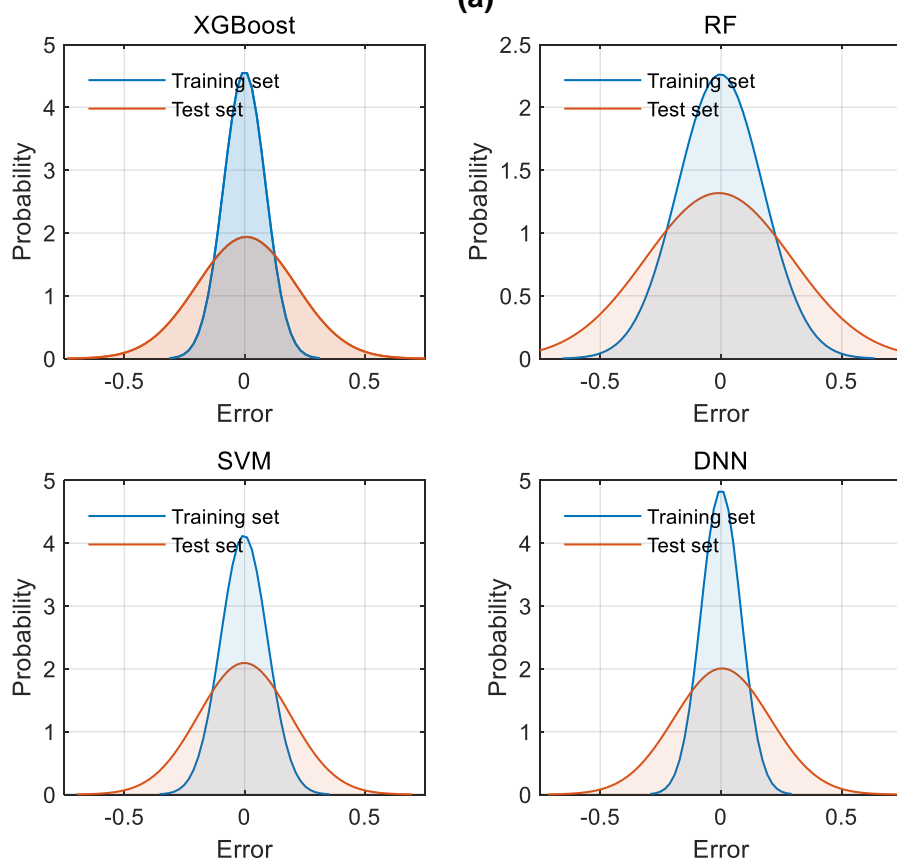 (a)
XGBoost
5
4
3
2
1
0
Probability
Training set
Test set
-0.5
0
0.5
Error
RF
2.5
2
1.5
1
0.5
0
Probability
Training set
Test set
-0.5
0
0.5
Error
SVM
5
4
3
2
1
0
Probability
Training set
Test set
-0.5
0
0.5
Error
DNN
5
4
3
2
1
0
Probability
Training set
Test set
-0.5
0
0.5
Error